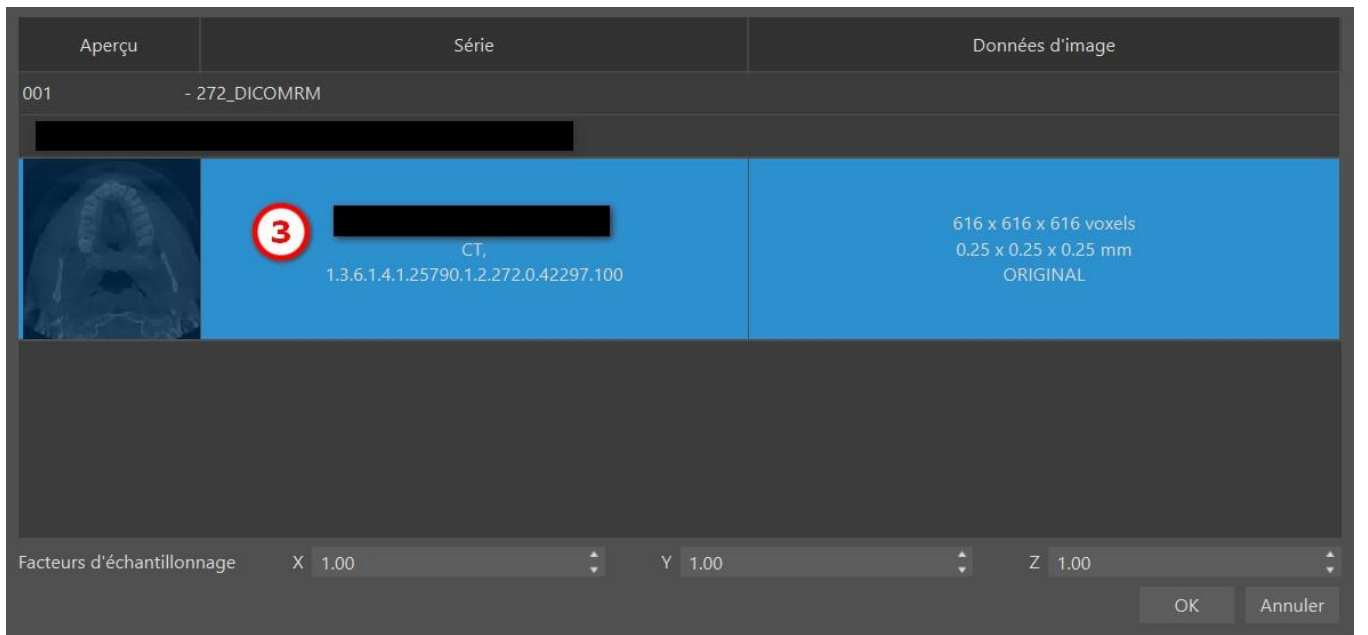 Aperçu Série Données d'image
001 - 272_DICOMRM
3
CT,
1.3.6.1.4.1.25790.1.2.272.0.42297.100
616 x 616 x 616 voxels
0.25 x 0.25 x 0.25 mm
ORIGINAL
Facteurs d'échantillonnage X 1.00 Y 1.00 Z 1.00
OK Annuler